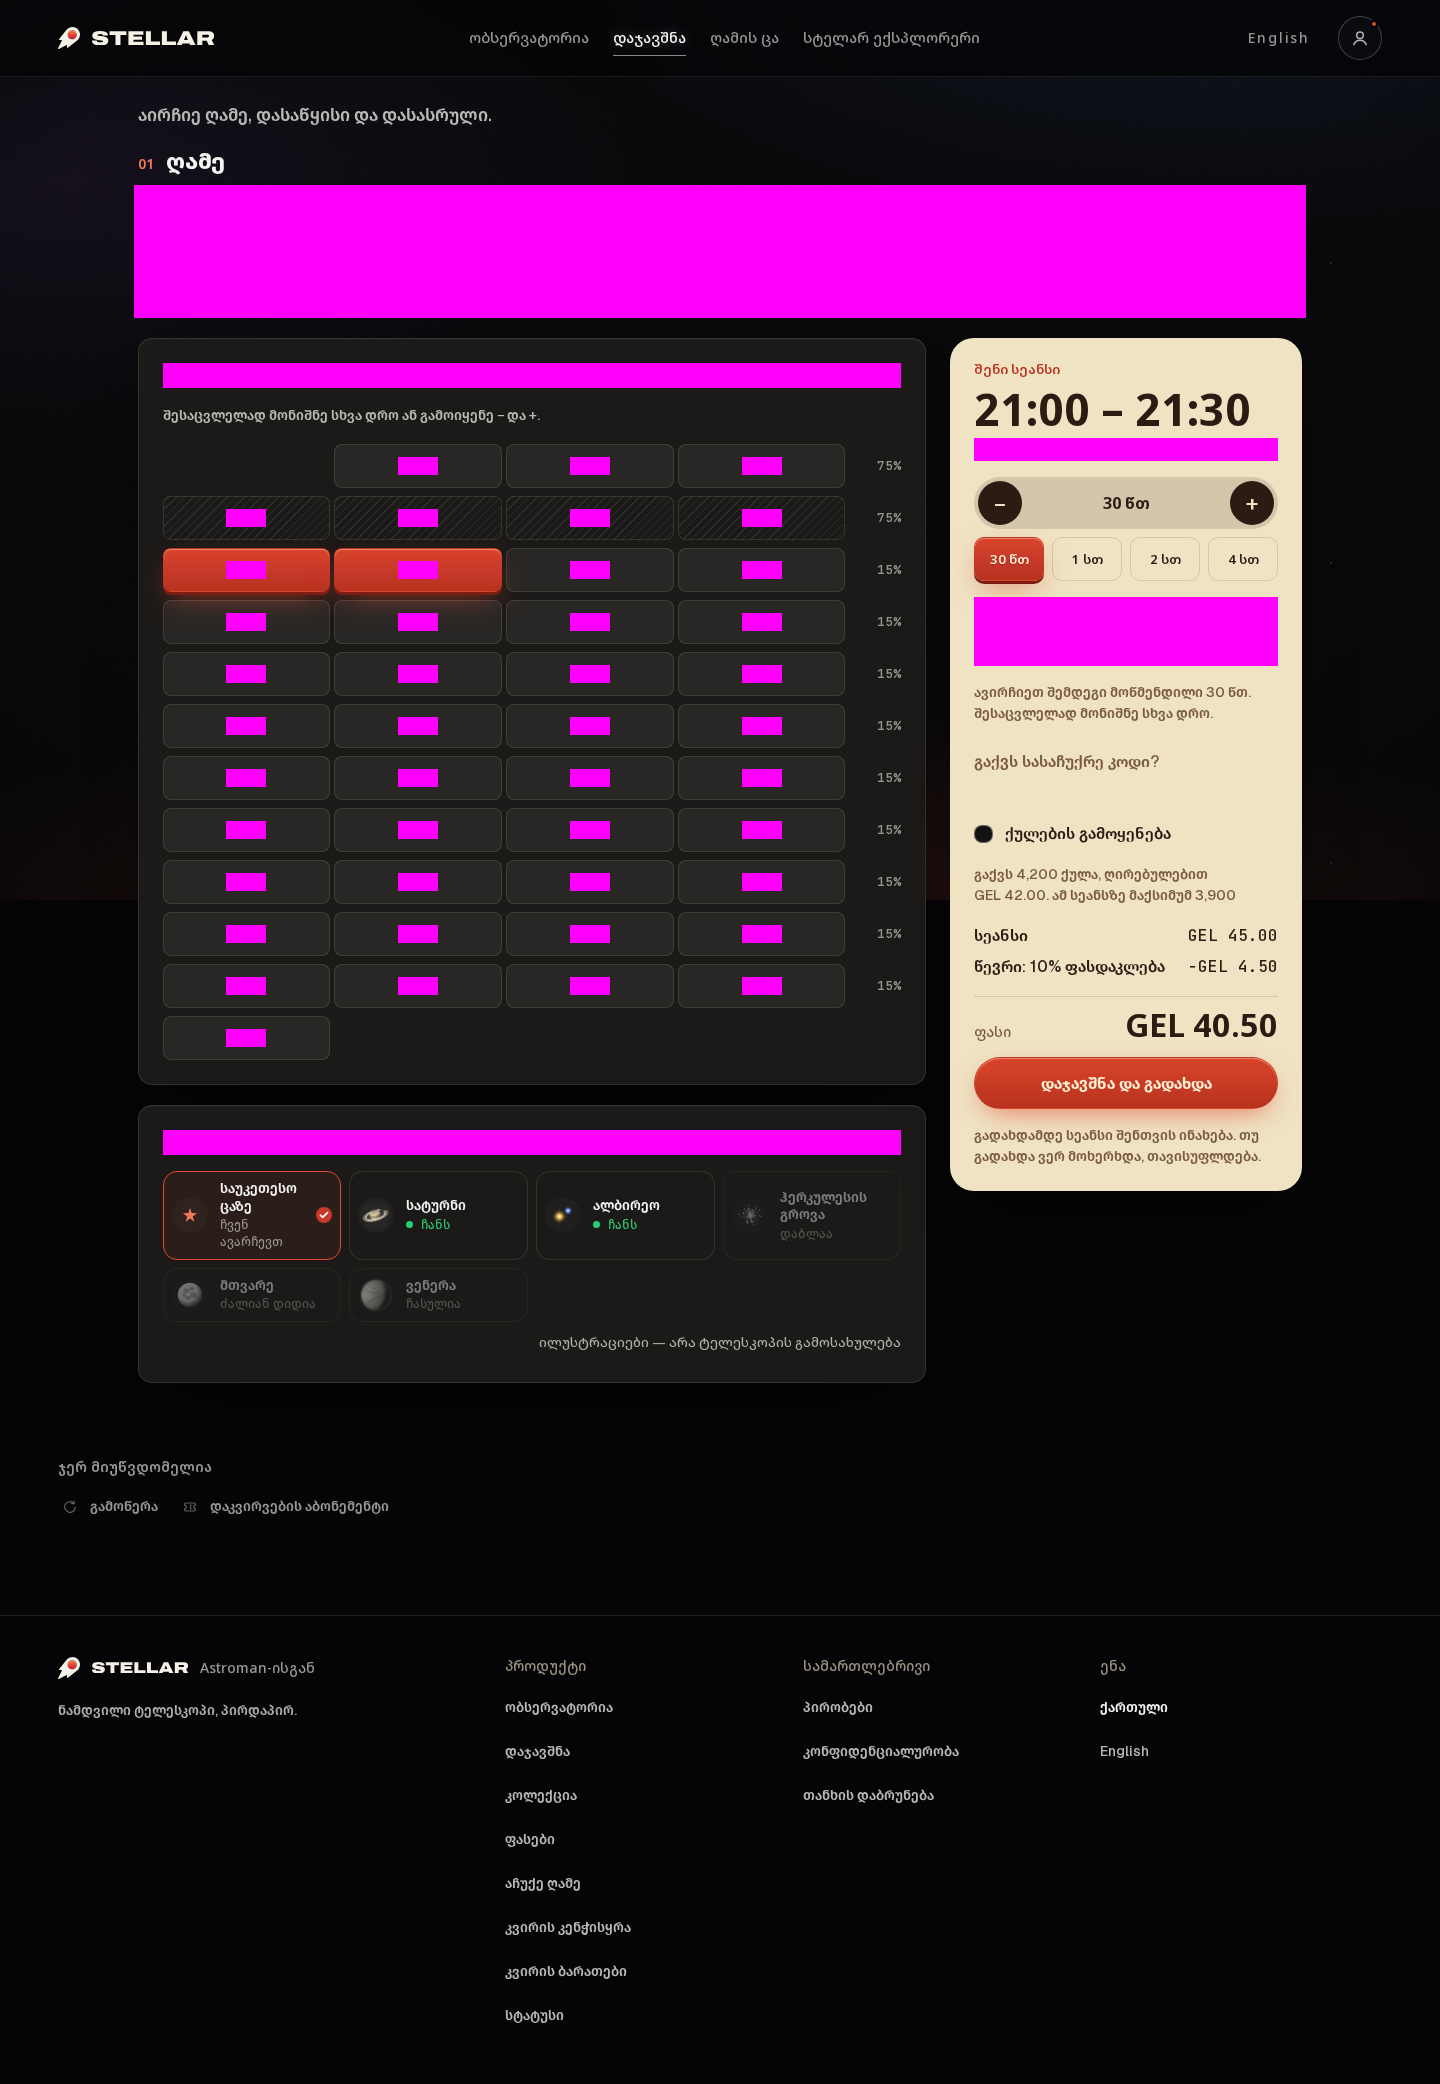 STELLAR
ობსერვატორია
დაჯავშნა
ღამის ცა
სტელარ ექსპლორერი
English
აირჩიე ღამე, დასაწყისი და დასასრული.
01 ღამე
შესაცვლელად მონიშნე სხვა დრო ან გამოიყენე – და +.
75%
75%
15%
15%
15%
15%
15%
15%
15%
15%
15%
შენი სეანსი
21:00 – 21:30
– 30 წთ +
30 წთ
1 სთ
2 სთ
4 სთ
ავირჩიეთ შემდეგი მოწმენდილი 30 წთ.
შესაცვლელად მონიშნე სხვა დრო.
გაქვს სასაჩუქრე კოდი?
ქულების გამოყენება
გაქვს 4,200 ქულა, ღირებულებით
GEL 42.00. ამ სეანსზე მაქსიმუმ 3,900
სეანსი GEL 45.00
წევრი: 10% ფასდაკლება -GEL 4.50
ფასი GEL 40.50
დაჯავშნა და გადახდა
გადახდამდე სეანსი შენთვის ინახება. თუ
გადახდა ვერ მოხერხდა, თავისუფლდება.
საუკეთესო
ცაზე
ჩვენ
ავარჩევთ
სატურნი
ჩანს
ალბირეო
ჩანს
ჰერკულესის
გროვა
დაბლაა
მთვარე
ძალიან დიდია
ვენერა
ჩასულია
ილუსტრაციები — არა ტელესკოპის გამოსახულება
ჯერ მიუწვდომელია
გამოწერა
დაკვირვების აბონემენტი
STELLAR Astroman-ისგან
ნამდვილი ტელესკოპი, პირდაპირ.
პროდუქტი
ობსერვატორია
დაჯავშნა
კოლექცია
ფასები
აჩუქე ღამე
კვირის კენჭისყრა
კვირის ბარათები
სტატუსი
სამართლებრივი
პირობები
კონფიდენციალურობა
თანხის დაბრუნება
ენა
ქართული
English